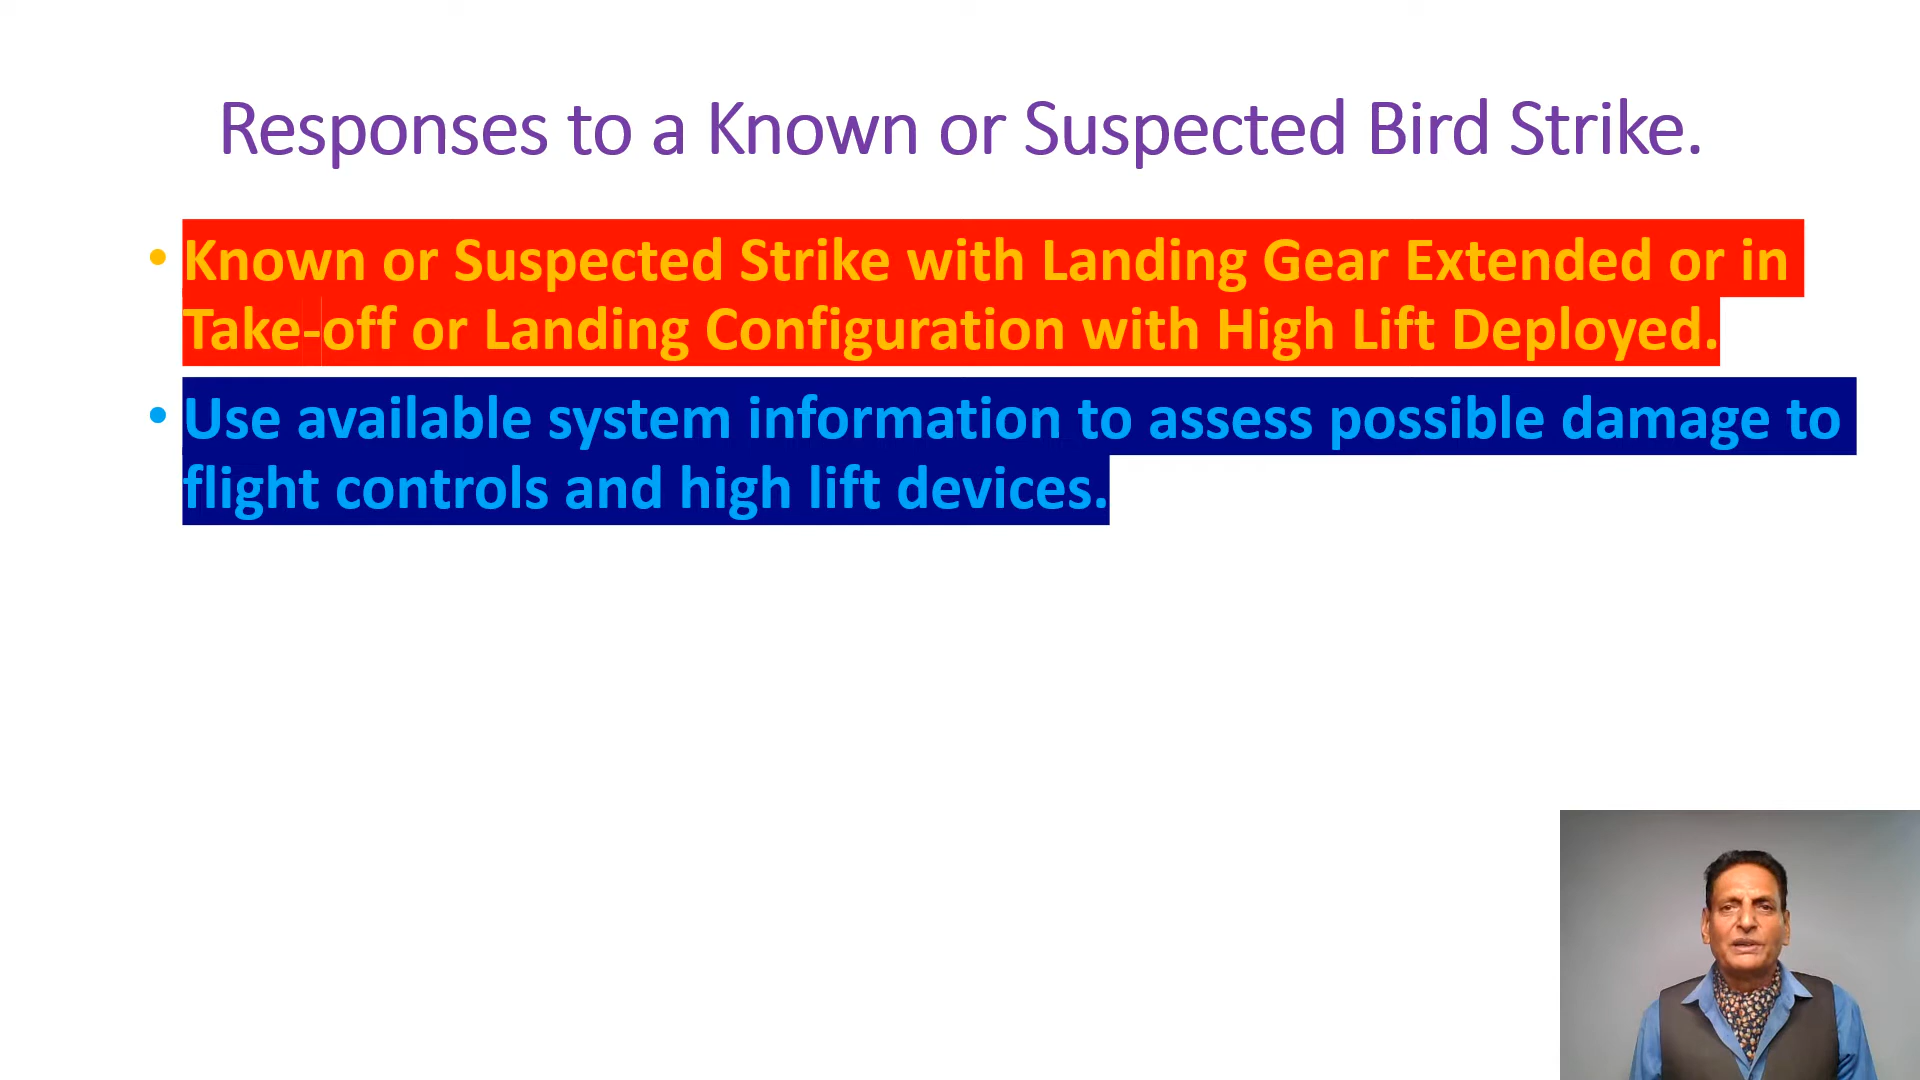 Responses to a Known or Suspected Bird Strike.
• Known or Suspected Strike with Landing Gear Extended or in
Take-off or Landing Configuration with High Lift Deployed.
• Use available system information to assess possible damage to
flight controls and high lift devices.